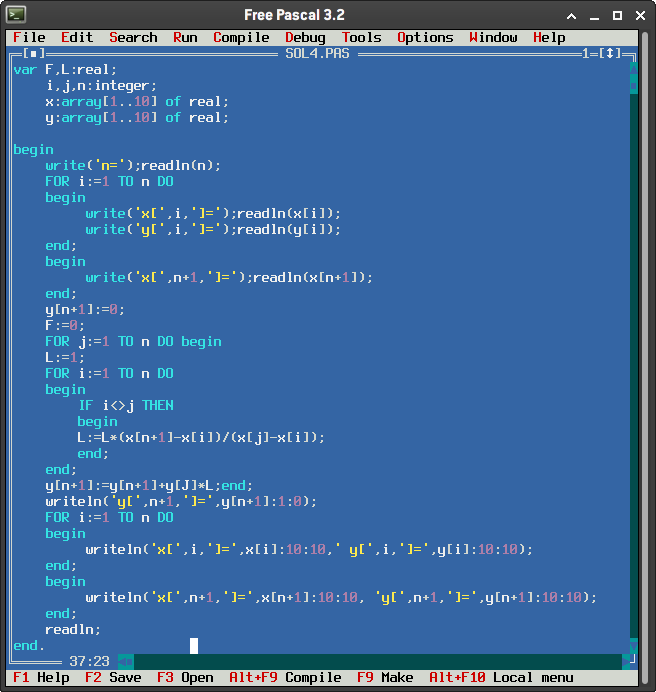 Free Pascal 3.2
File Edit Search Run Compile Debug Tools Options Window Help
[■] SOL4.PAS 1=[↕]
var F,L:real;
    i,j,n:integer;
    x:array[1..10] of real;
    y:array[1..10] of real;
begin
    write('n=');readln(n);
    FOR i:=1 TO n DO
    begin
         write('x[',i,']=');readln(x[i]);
         write('y[',i,']=');readln(y[i]);
    end;
    begin
         write('x[',n+1,']=');readln(x[n+1]);
    end;
    y[n+1]:=0;
    F:=0;
    FOR j:=1 TO n DO begin
    L:=1;
    FOR i:=1 TO n DO
    begin
        IF i<>j THEN
        begin
        L:=L*(x[n+1]-x[i])/(x[j]-x[i]);
        end;
    end;
    y[n+1]:=y[n+1]+y[J]*L;end;
    writeln('y[',n+1,']=',y[n+1]:1:0);
    FOR i:=1 TO n DO
    begin
         writeln('x[',i,']=',x[i]:10:10,' y[',i,']=',y[i]:10:10);
    end;
    begin
         writeln('x[',n+1,']=',x[n+1]:10:10, 'y[',n+1,']=',y[n+1]:10:10);
    end;
    readln;
end.
37:23
F1 Help F2 Save F3 Open Alt+F9 Compile F9 Make Alt+F10 Local menu